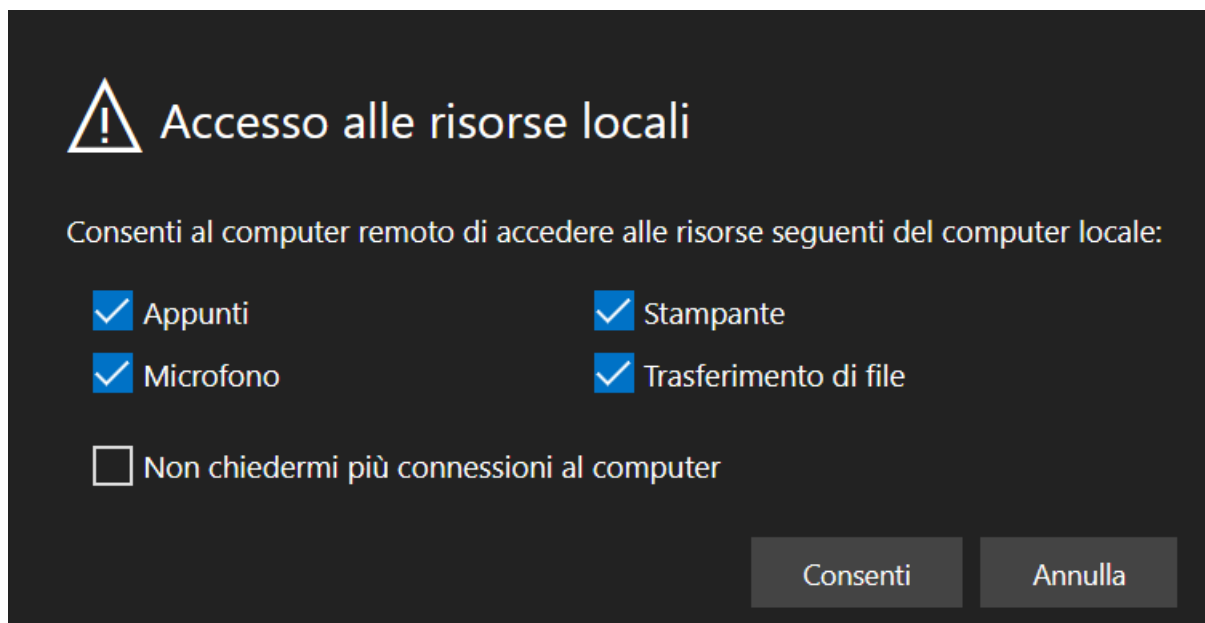 Accesso alle risorse locali
Consenti al computer remoto di accedere alle risorse seguenti del computer locale:
Appunti
Stampante
Microfono
Trasferimento di file
Non chiedermi più connessioni al computer
Consenti
Annulla